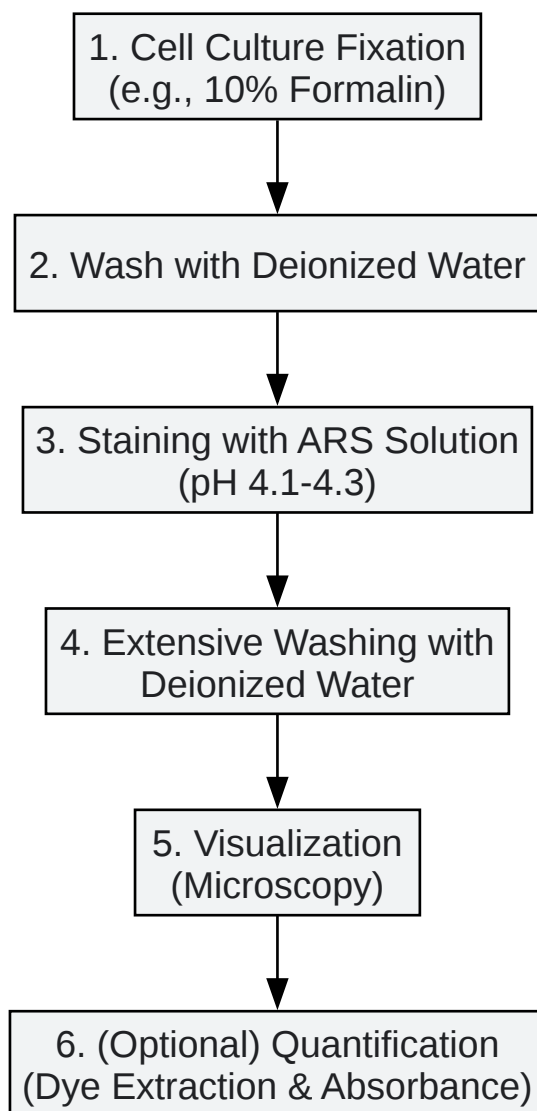 1. Cell Culture Fixation
(e.g., 10% Formalin)
2. Wash with Deionized Water
3. Staining with ARS Solution
(pH 4.1-4.3)
4. Extensive Washing with
Deionized Water
5. Visualization
(Microscopy)
6. (Optional) Quantification
(Dye Extraction & Absorbance)